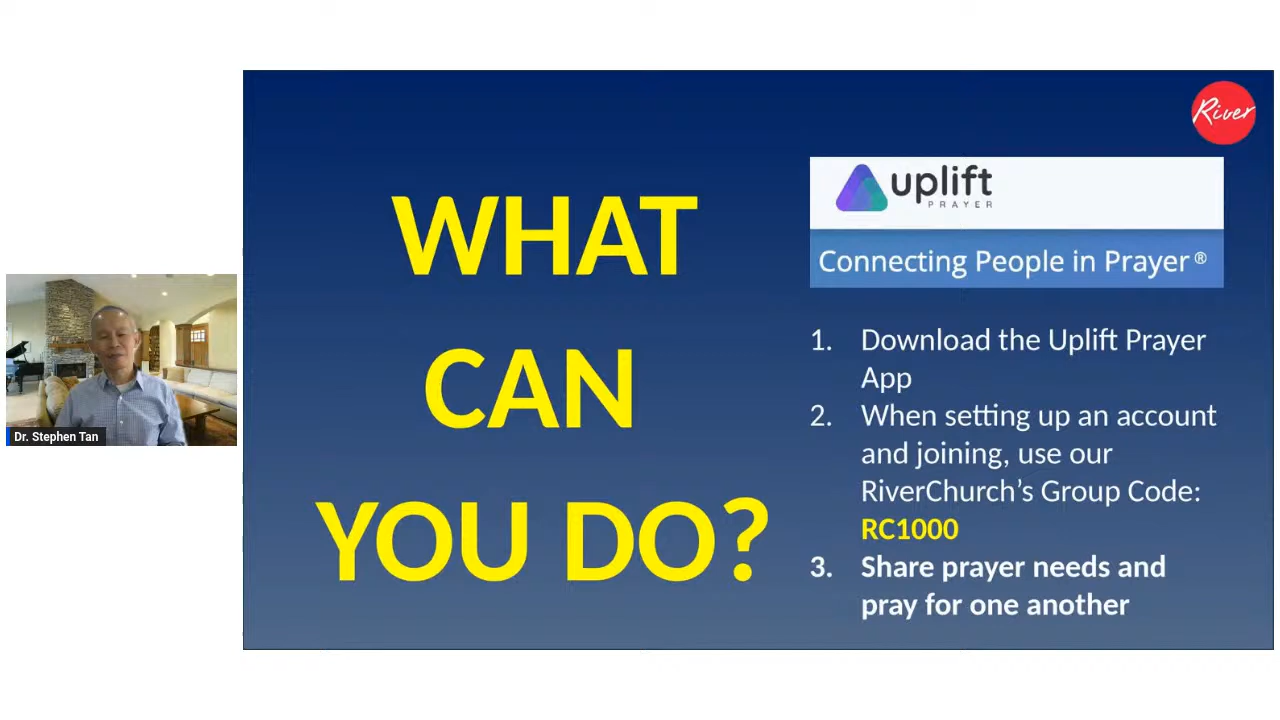 River
WHAT
CAN
YOU DO?
uplift
PRAYER
Connecting People in Prayer®
1. Download the Uplift Prayer
App
2. When setting up an account
and joining, use our
RiverChurch’s Group Code:
RC1000
3. Share prayer needs and
pray for one another
Dr. Stephen Tan